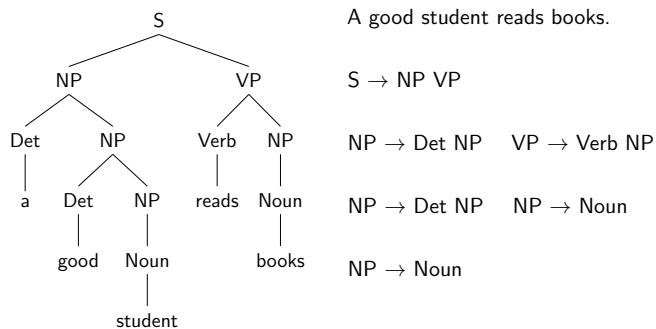 S
A good student reads books.
NP VP
S → NP VP
Det NP Verb NP
NP → Det NP VP → Verb NP
a Det NP reads Noun
NP → Det NP NP → Noun
good Noun books
NP → Noun
student